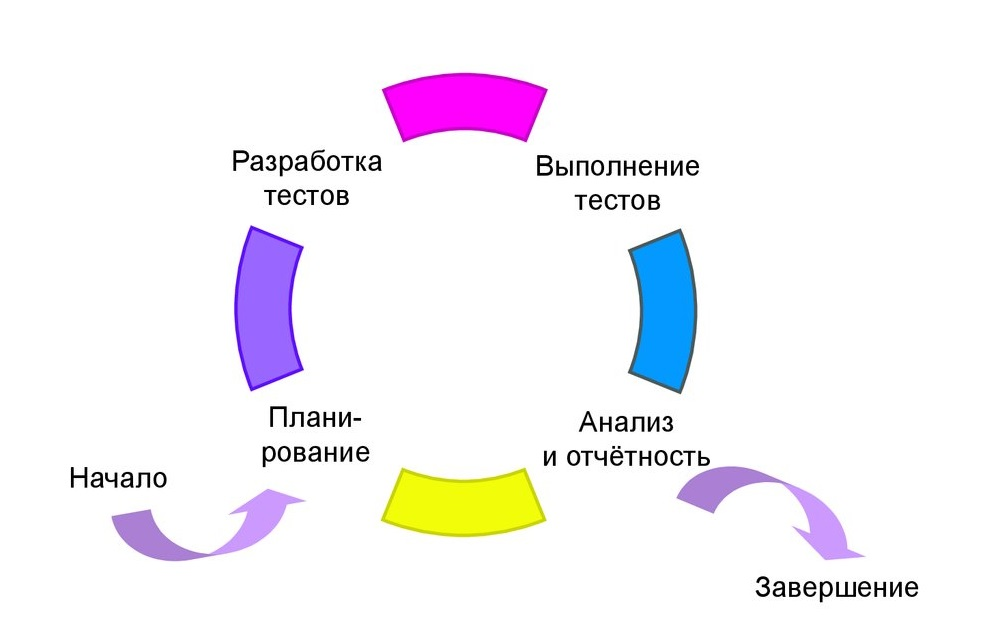 Разработка
тестов
Выполнение
тестов
Плани-
рование
Анализ
и отчётность
Начало
Завершение